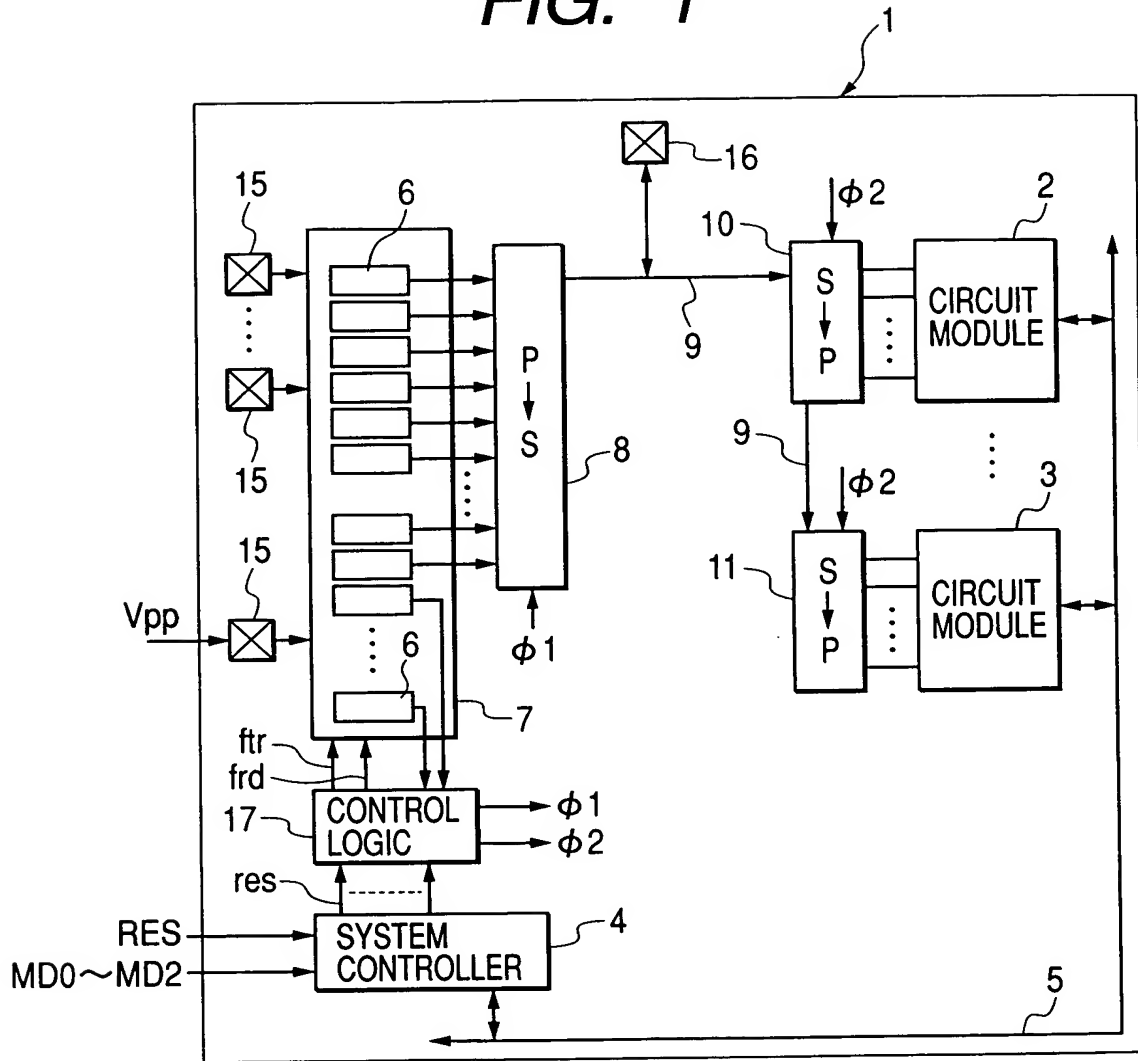 FIG. 1
1
15
6
16
10
φ2
2
S
P
CIRCUIT
MODULE
9
P
S
8
15
9
φ2
3
15
Vpp
φ1
11
S
P
CIRCUIT
MODULE
6
7
ftr
frd
17
CONTROL
LOGIC
φ1
φ2
res
RES
MD0~MD2
SYSTEM
CONTROLLER
4
5